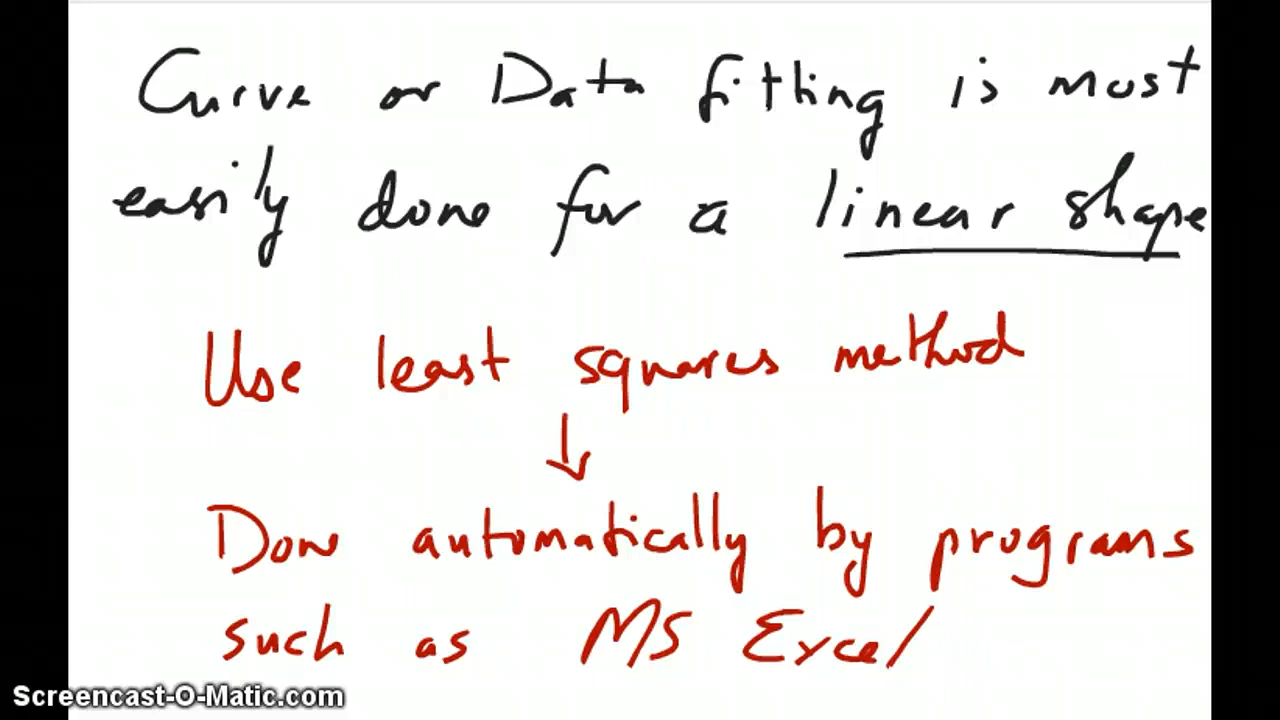 Curve or Data fitting is most
easily done for a linear shape
Use least squares method
↓
Done automatically by programs
such as MS Excel
Screencast-O-Matic.com